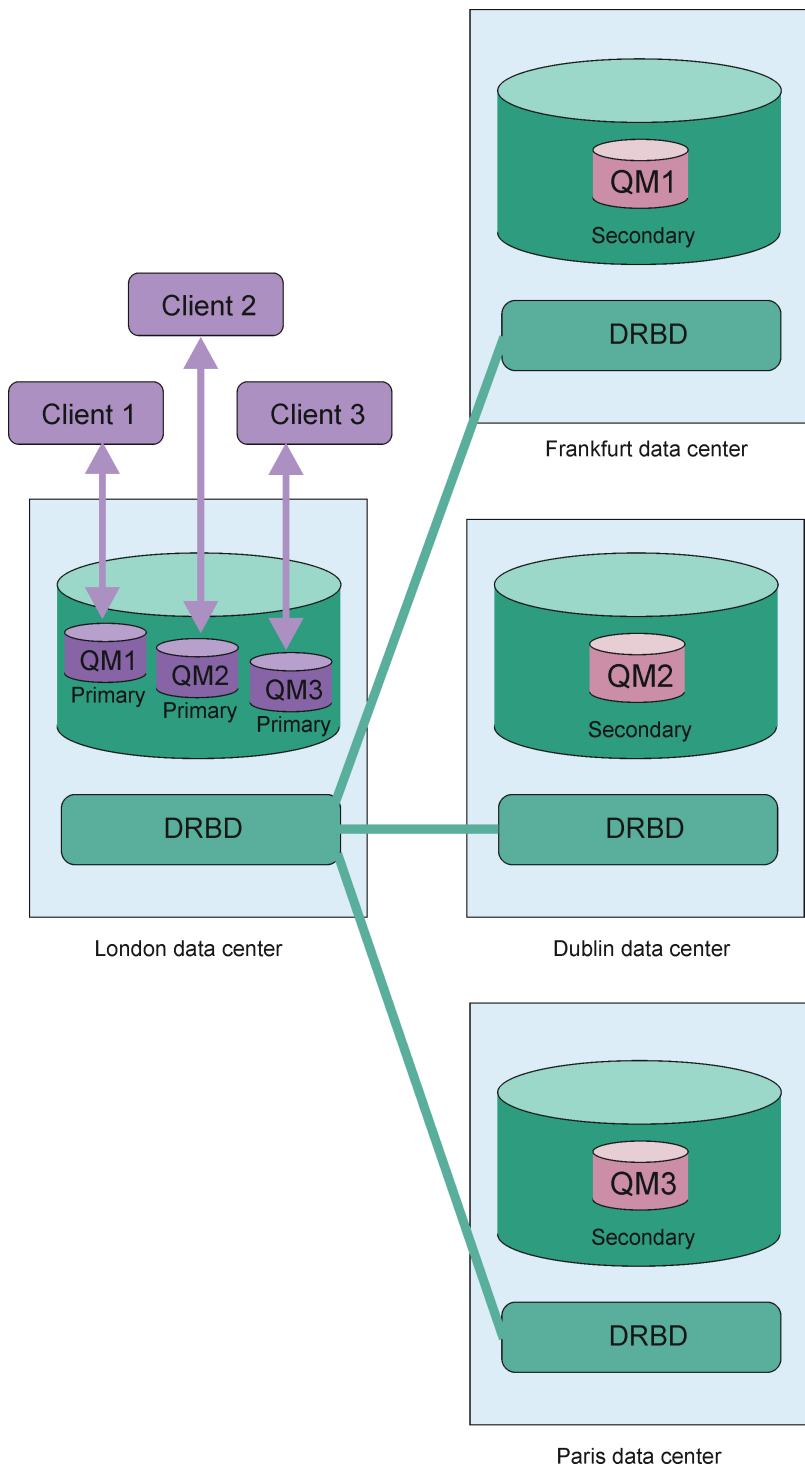 QM1
Secondary
DRBD
Frankfurt data center
Client 2
Client 1
Client 3
QM1
Primary
QM2
Primary
QM3
Primary
DRBD
London data center
QM2
Secondary
DRBD
Dublin data center
QM3
Secondary
DRBD
Paris data center